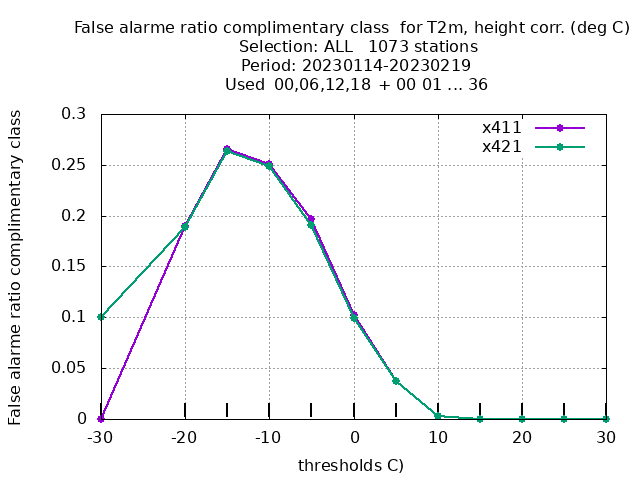 False alarme ratio complimentary class  for T2m, height corr. (deg C)
Selection: ALL   1073 stations
Period: 20230114-20230219
Used  00,06,12,18 + 00 01 ... 36
False alarme ratio complimentary class
0.3
0.25
0.2
0.15
0.1
0.05
0
x411
x421
-30 -20 -10 0 10 20 30
thresholds C)